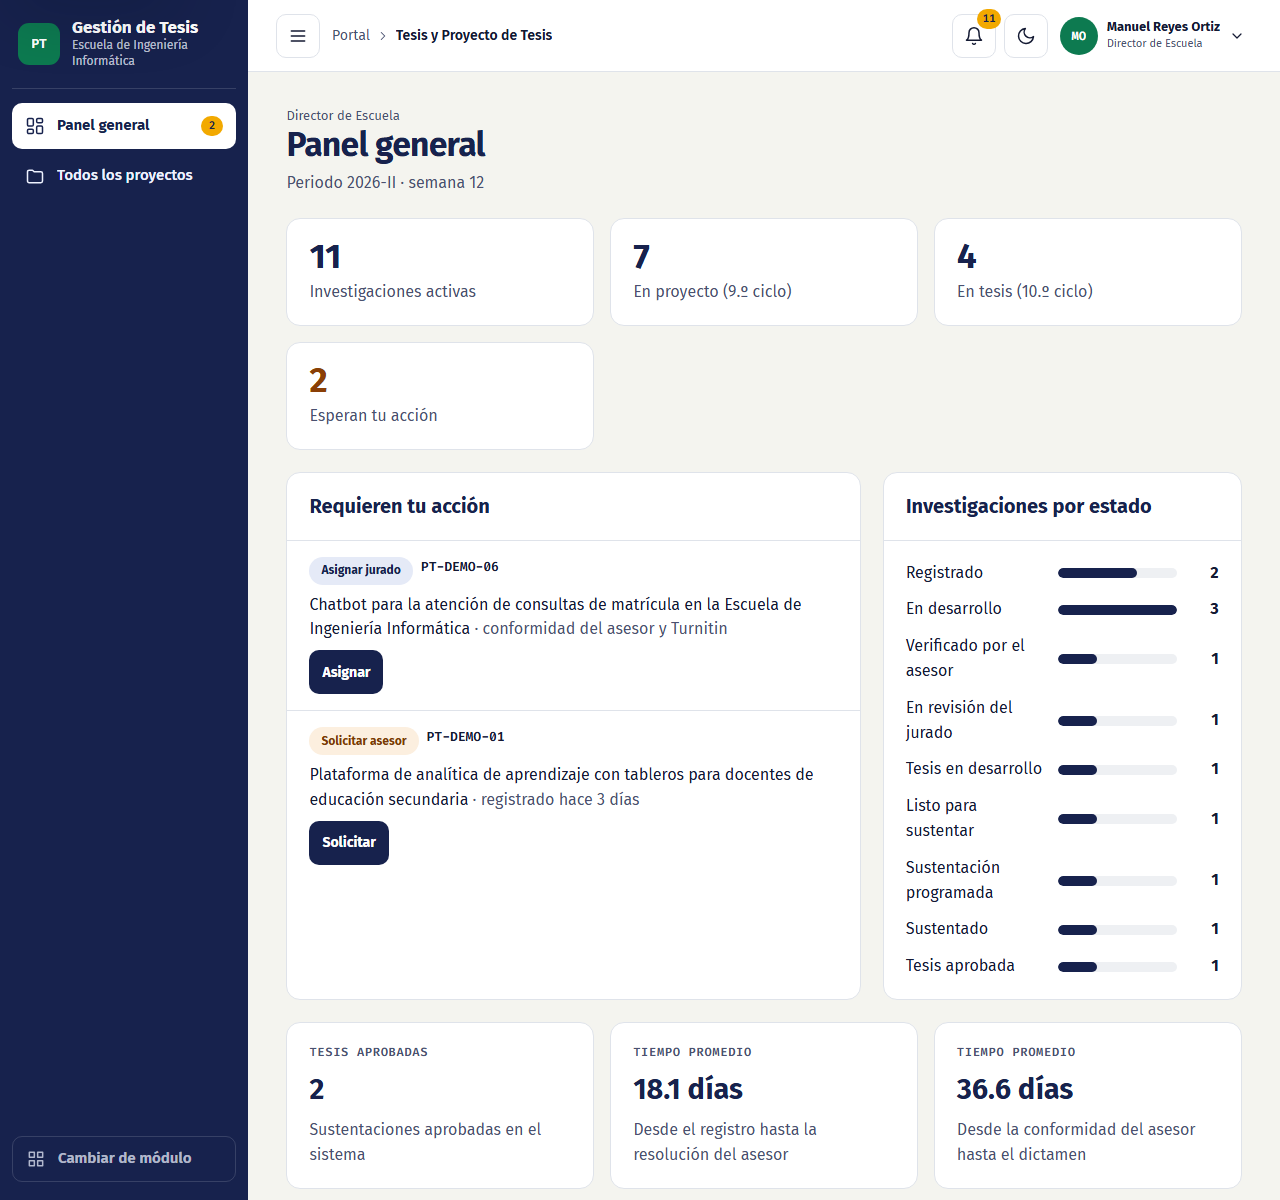 PT
Gestión de Tesis
Escuela de Ingeniería
Informática
Panel general
2
Todos los proyectos
Cambiar de módulo
Portal
Tesis y Proyecto de Tesis
11
MO
Manuel Reyes Ortiz
Director de Escuela
Director de Escuela
Panel general
Periodo 2026-II · semana 12
11
Investigaciones activas
7
En proyecto (9.º ciclo)
4
En tesis (10.º ciclo)
2
Esperan tu acción
Requieren tu acción
Asignar jurado PT-DEMO-06
Chatbot para la atención de consultas de matrícula en la Escuela de
Ingeniería Informática · conformidad del asesor y Turnitin
Asignar
Solicitar asesor PT-DEMO-01
Plataforma de analítica de aprendizaje con tableros para docentes de
educación secundaria · registrado hace 3 días
Solicitar
Investigaciones por estado
Registrado 2
En desarrollo 3
Verificado por el
asesor 1
En revisión del
jurado 1
Tesis en desarrollo 1
Listo para
sustentar 1
Sustentación
programada 1
Sustentado 1
Tesis aprobada 1
TESIS APROBADAS
2
Sustentaciones aprobadas en el
sistema
TIEMPO PROMEDIO
18.1 días
Desde el registro hasta la
resolución del asesor
TIEMPO PROMEDIO
36.6 días
Desde la conformidad del asesor
hasta el dictamen